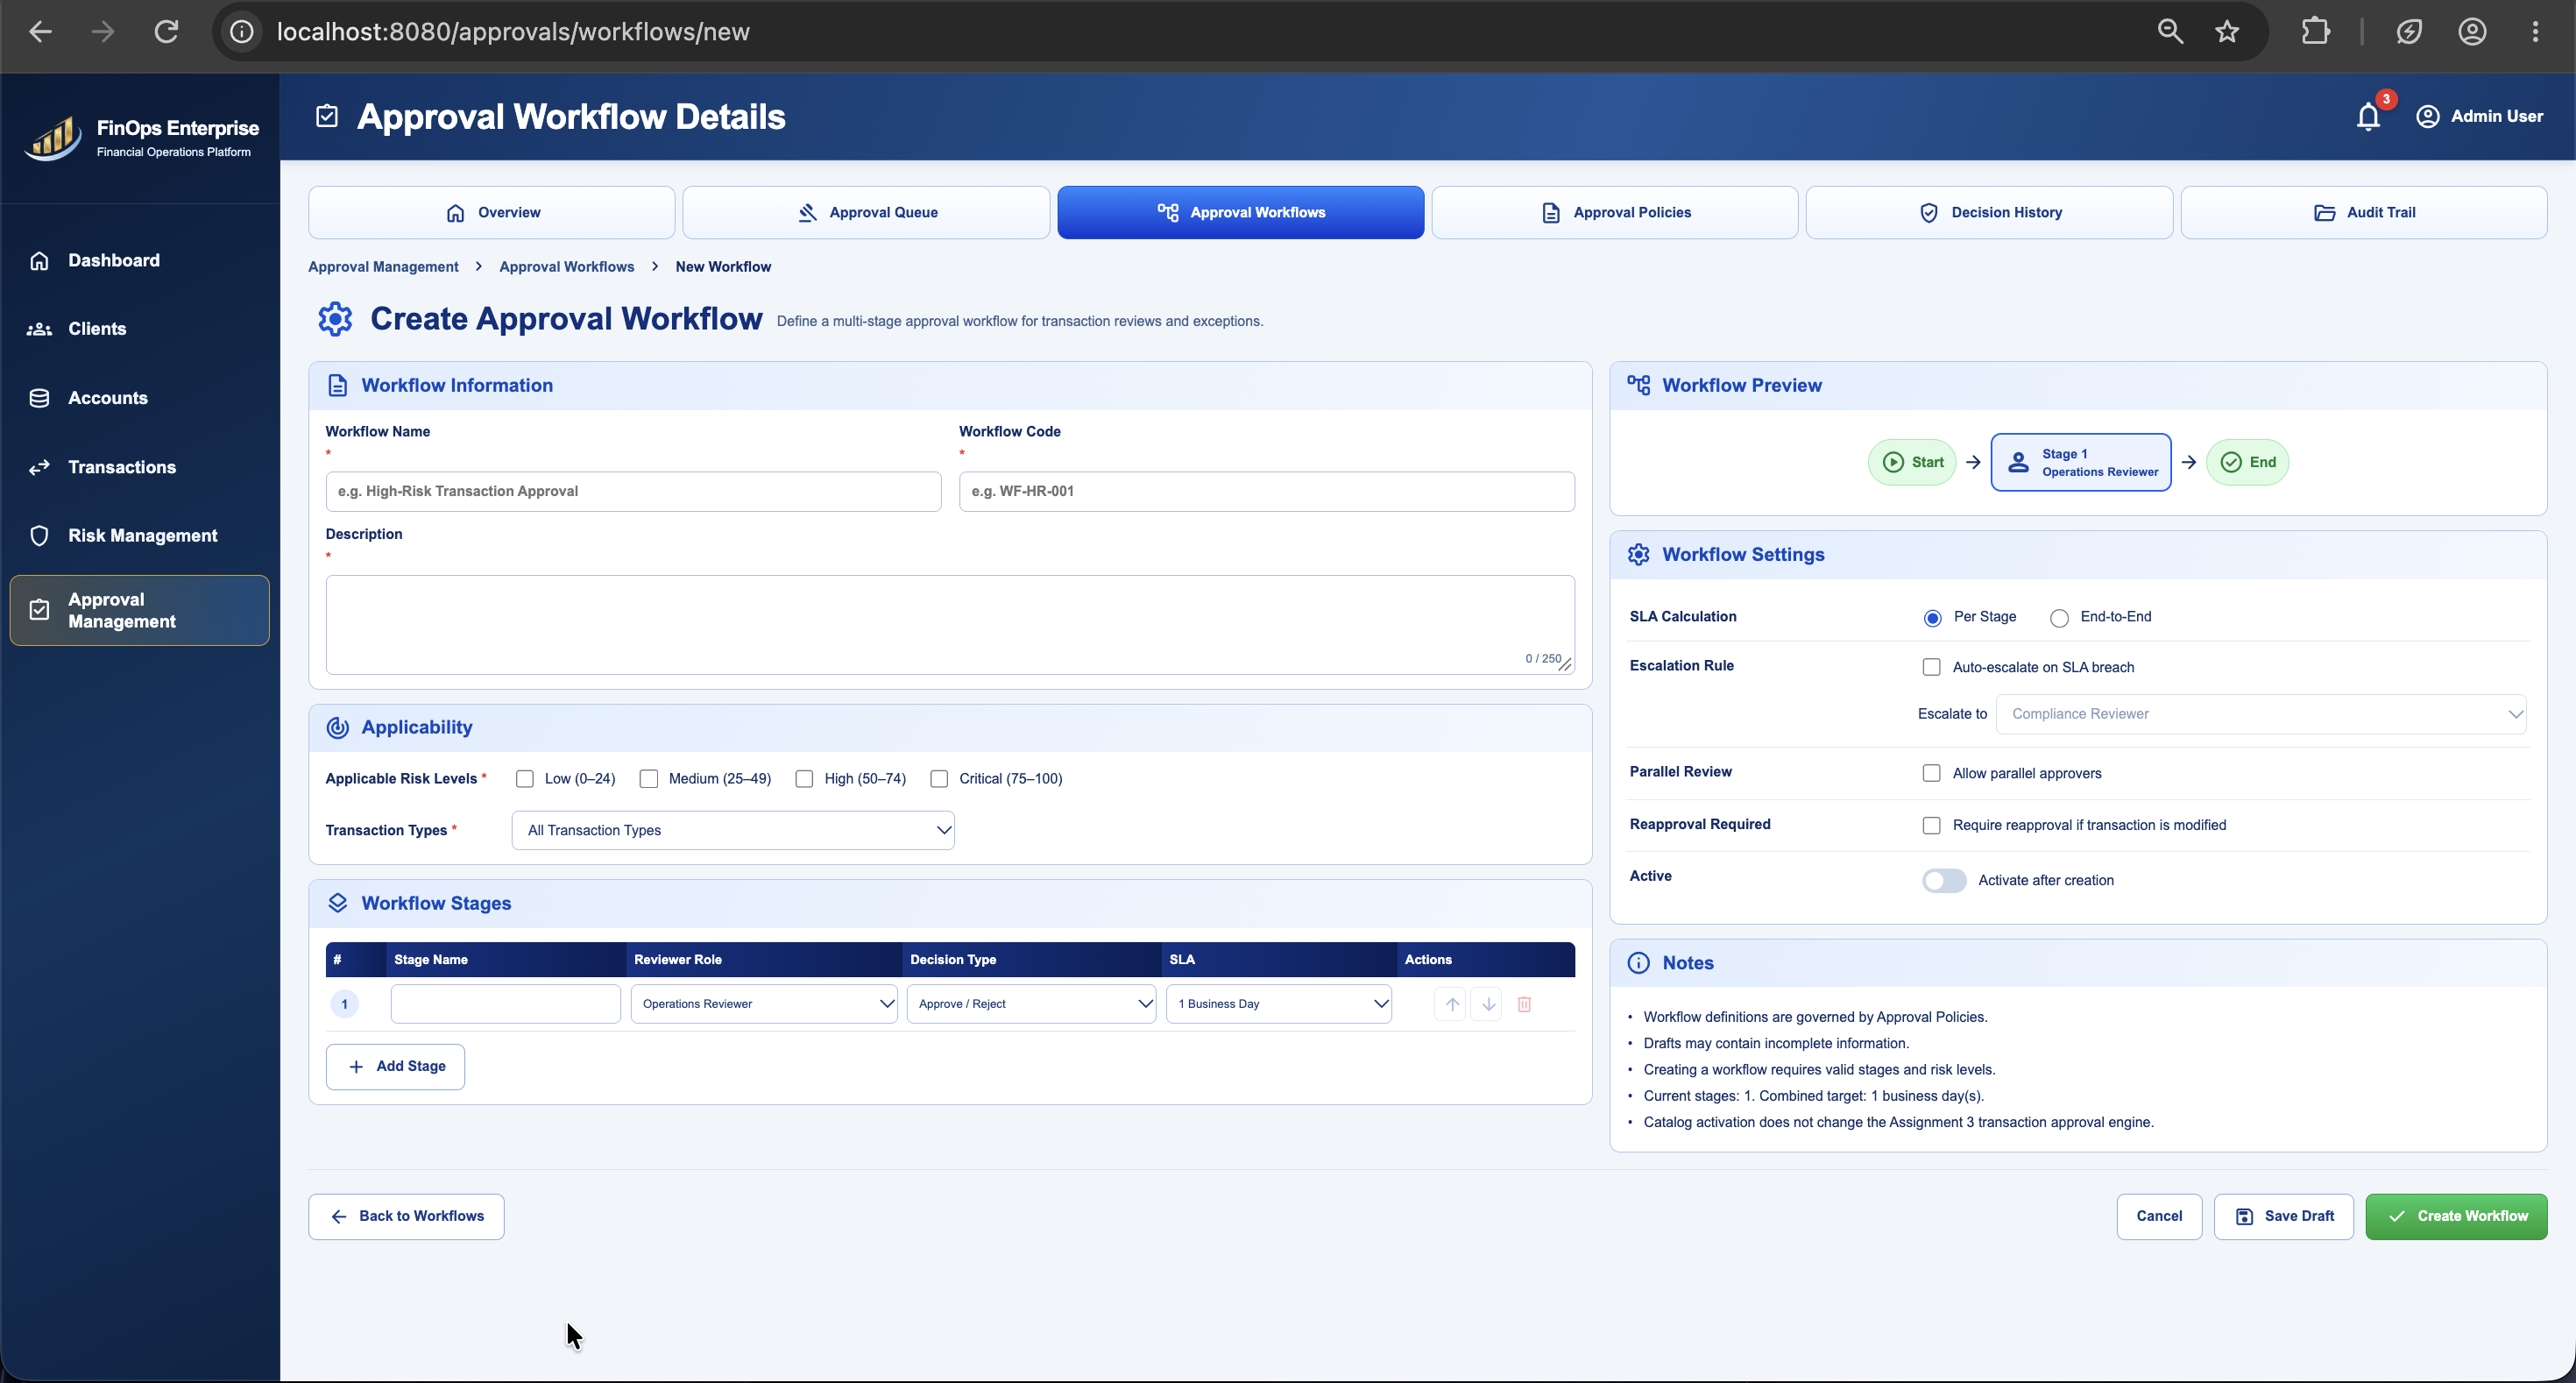 localhost:8080/approvals/workflows/new
FinOps Enterprise
Financial Operations Platform
Dashboard
Clients
Accounts
Transactions
Risk Management
Approval
Management
Approval Workflow Details
3
Admin User
Overview
Approval Queue
Approval Workflows
Approval Policies
Decision History
Audit Trail
Approval Management > Approval Workflows > New Workflow
Create Approval Workflow
Define a multi-stage approval workflow for transaction reviews and exceptions.
Workflow Information
Workflow Name
*
e.g. High-Risk Transaction Approval
Workflow Code
*
e.g. WF-HR-001
Description
*
0 / 250
Applicability
Applicable Risk Levels *
Low (0–24)
Medium (25–49)
High (50–74)
Critical (75–100)
Transaction Types *
All Transaction Types
Workflow Stages
# Stage Name Reviewer Role Decision Type SLA Actions
1 Operations Reviewer Approve / Reject 1 Business Day
+ Add Stage
Workflow Preview
Start
Stage 1
Operations Reviewer
End
Workflow Settings
SLA Calculation
Per Stage
End-to-End
Escalation Rule
Auto-escalate on SLA breach
Escalate to
Compliance Reviewer
Parallel Review
Allow parallel approvers
Reapproval Required
Require reapproval if transaction is modified
Active
Activate after creation
Notes
• Workflow definitions are governed by Approval Policies.
• Drafts may contain incomplete information.
• Creating a workflow requires valid stages and risk levels.
• Current stages: 1. Combined target: 1 business day(s).
• Catalog activation does not change the Assignment 3 transaction approval engine.
Back to Workflows
Cancel
Save Draft
Create Workflow